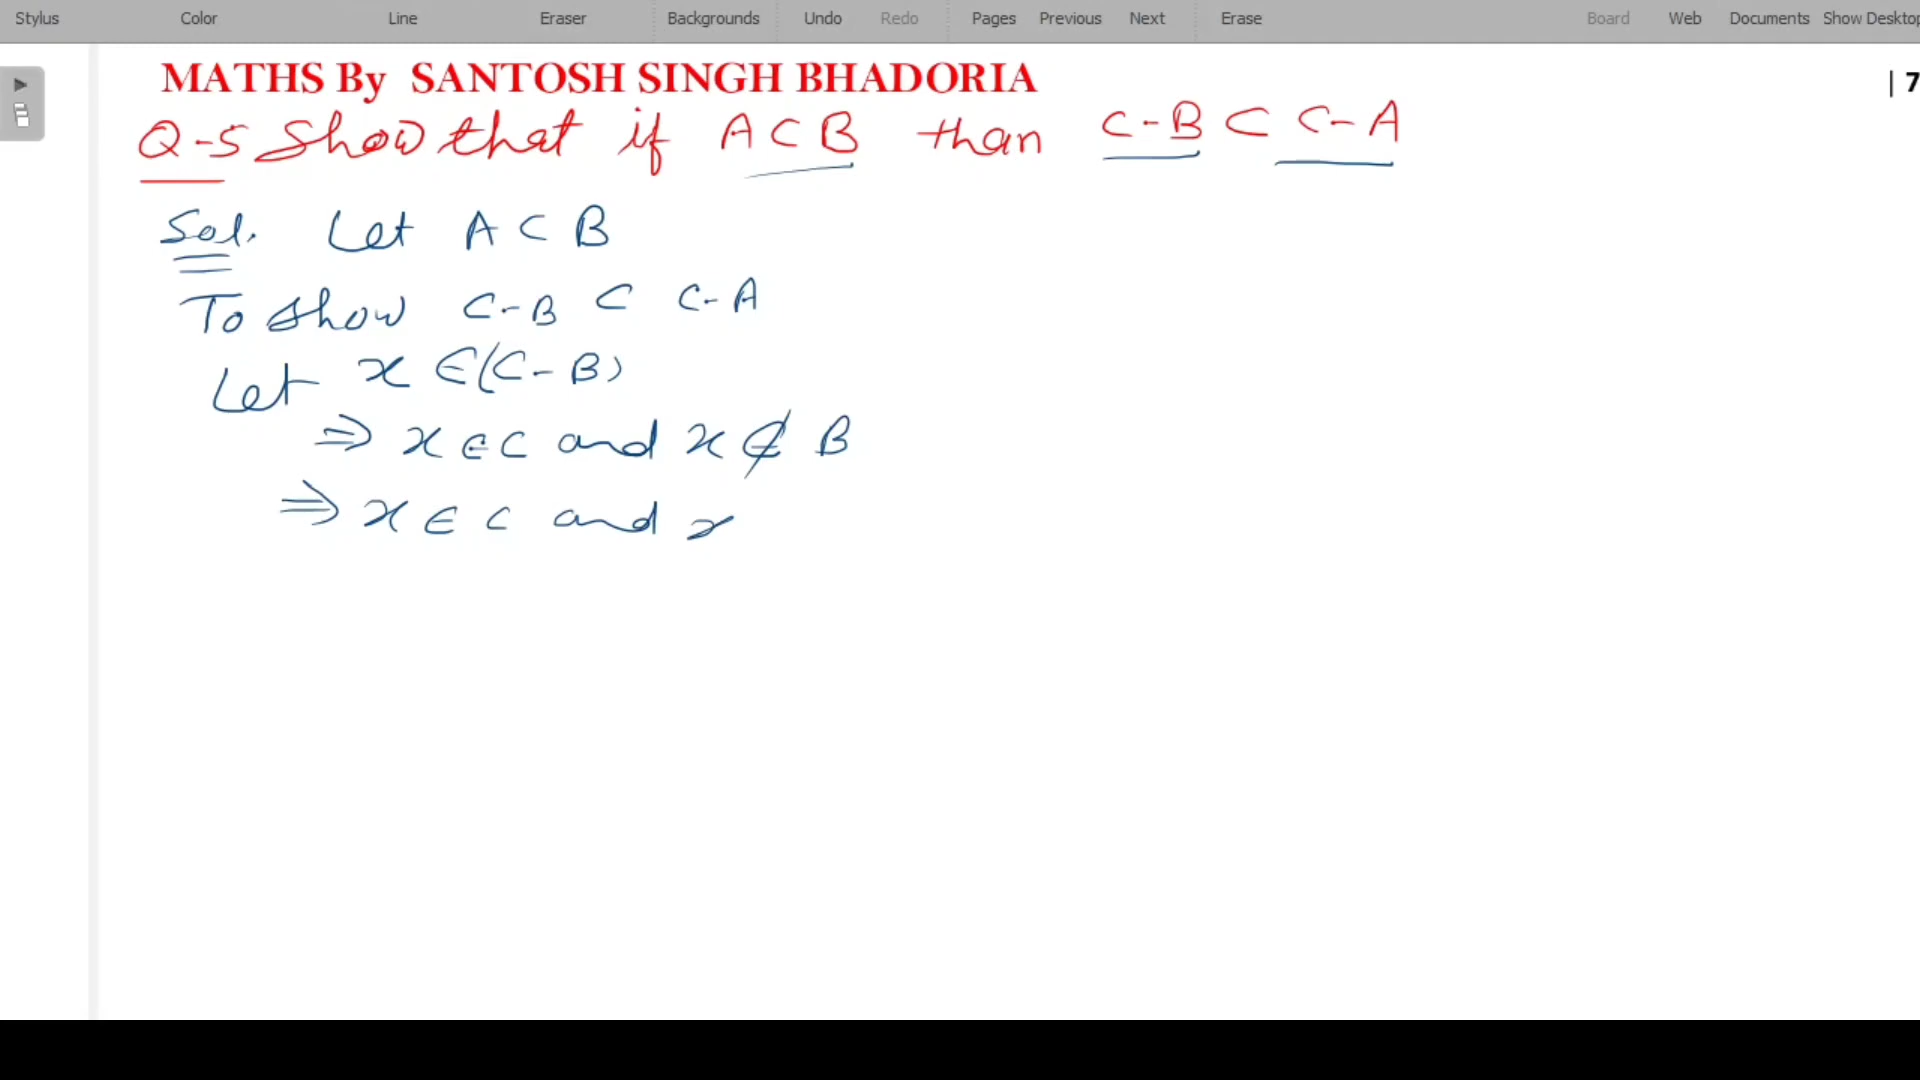 Stylus Color Line Eraser Backgrounds Undo Redo Pages Previous Next Erase Board Web Documents Show Desktop
MATHS By SANTOSH SINGH BHADORIA | 7
Q-5 Show that if A ⊂ B than C-B ⊂ C-A
Sol. Let A ⊂ B
To show C-B ⊂ C-A
Let x ∈ (C-B)
⇒ x ∈ C and x ∉ B
⇒ x ∈ C and x